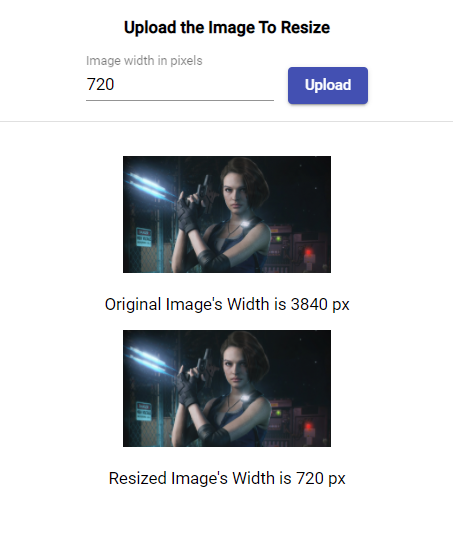 Upload the Image To Resize
Image width in pixels
720
Upload
Original Image's Width is 3840 px
Resized Image's Width is 720 px